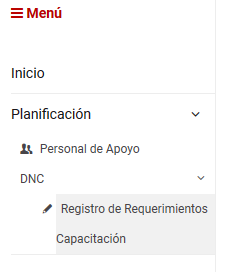 Menú
Inicio
Planificación
Personal de Apoyo
DNC
Registro de Requerimientos
Capacitación